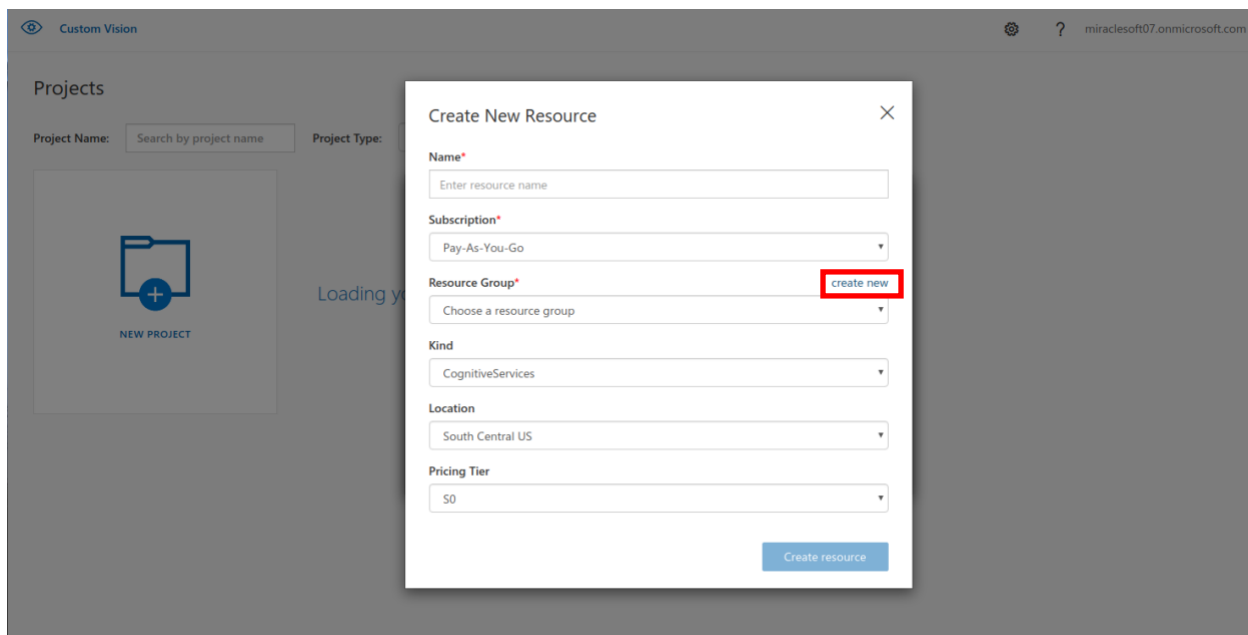 Custom Vision
? miraclesoft07.onmicrosoft.com
Projects
Project Name: Search by project name Project Type:
NEW PROJECT
Loading
Create New Resource
Name*
Enter resource name
Subscription*
Pay-As-You-Go
Resource Group* create new
Choose a resource group
Kind
CognitiveServices
Location
South Central US
Pricing Tier
S0
Create resource